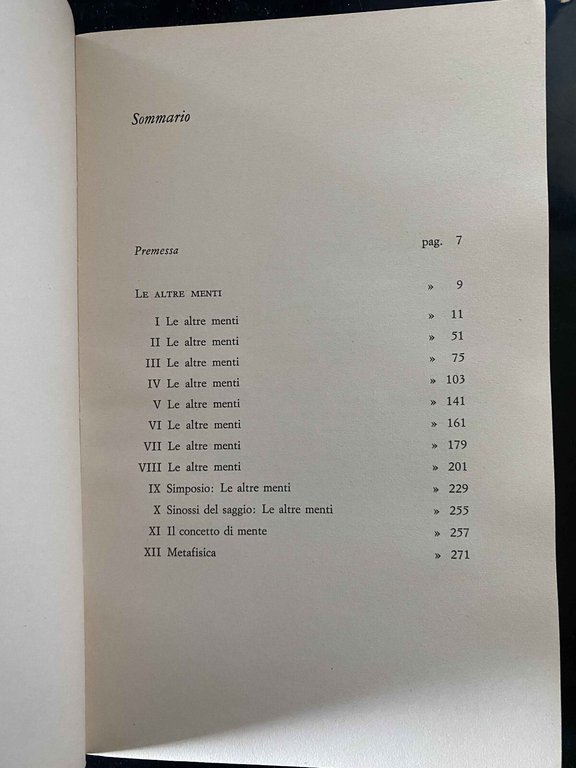 Sommario
Premessa pag. 7
LE ALTRE MENTI » 9
I Le altre menti » 11
II Le altre menti » 51
III Le altre menti » 75
IV Le altre menti » 103
V Le altre menti » 141
VI Le altre menti » 161
VII Le altre menti » 179
VIII Le altre menti » 201
IX Simposio: Le altre menti » 229
X Sinossi del saggio: Le altre menti » 255
XI Il concetto di mente » 257
XII Metafisica » 271